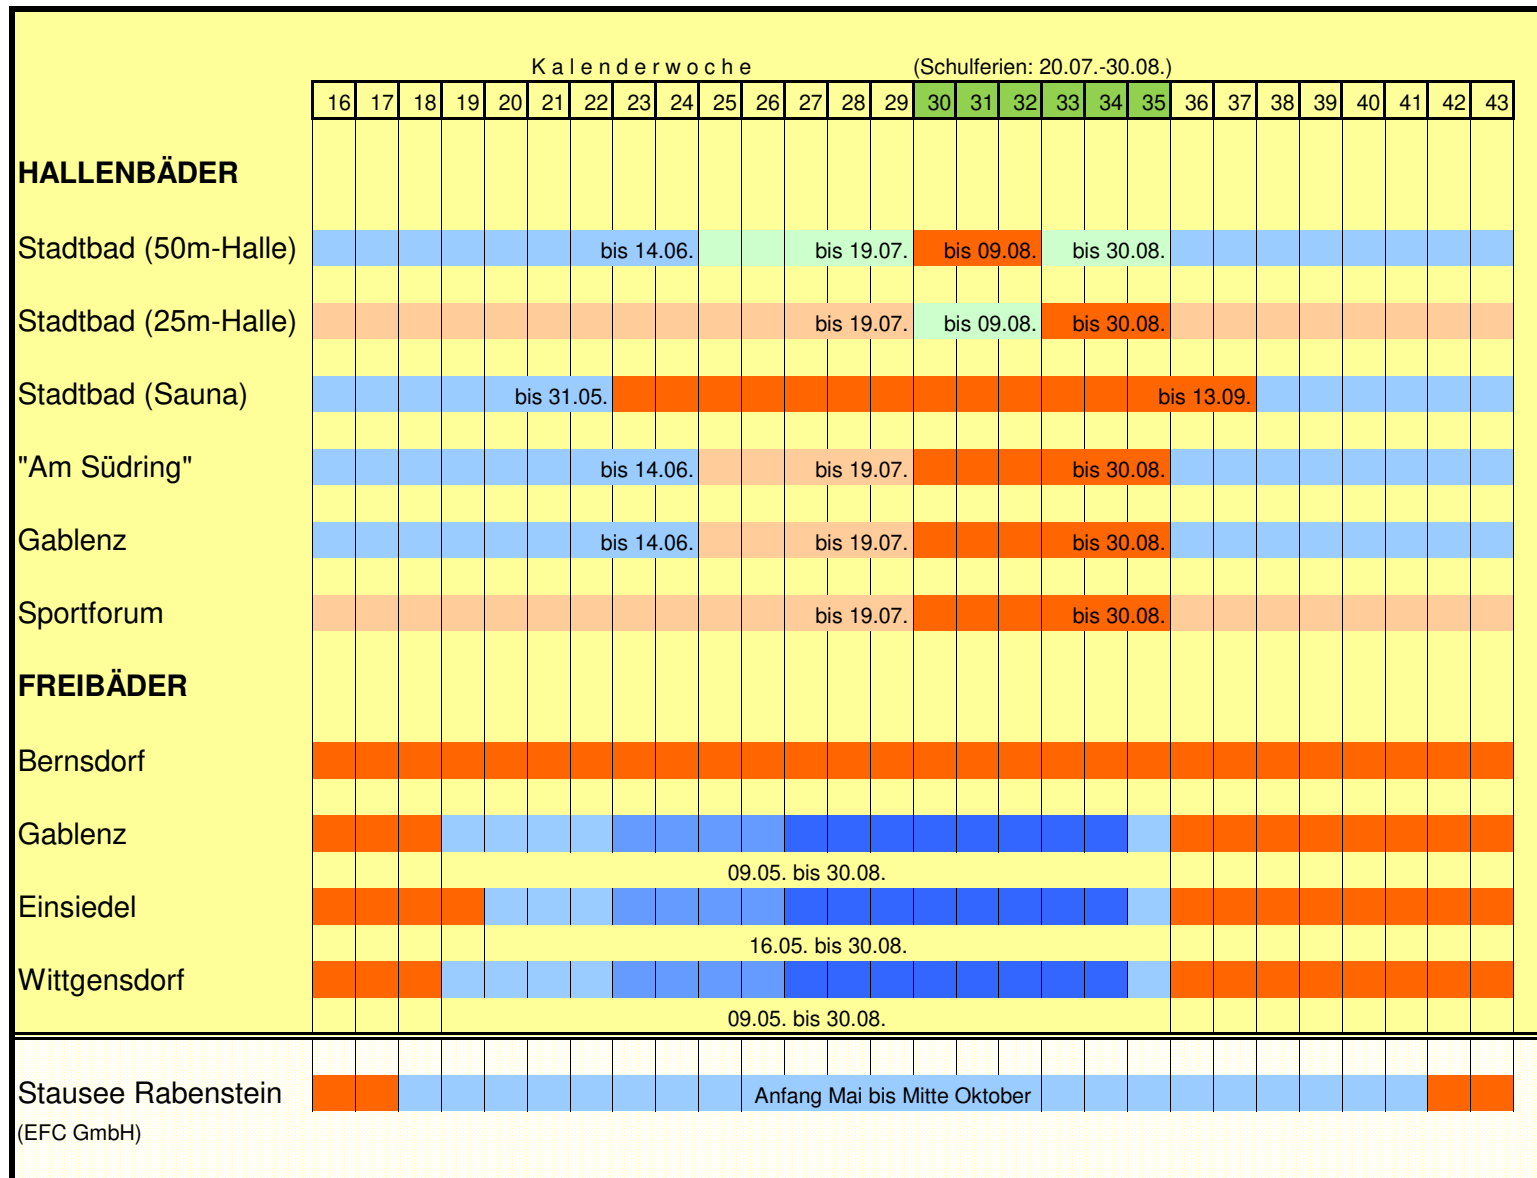 K a l e n d e r w o c h e (Schulferien: 20.07.-30.08.)
16 17 18 19 20 21 22 23 24 25 26 27 28 29 30 31 32 33 34 35 36 37 38 39 40 41 42 43
HALLENBÄDER
Stadtbad (50m-Halle) bis 14.06. bis 19.07. bis 09.08. bis 30.08.
Stadtbad (25m-Halle) bis 19.07. bis 09.08. bis 30.08.
Stadtbad (Sauna) bis 31.05. bis 13.09.
"Am Südring" bis 14.06. bis 19.07. bis 30.08.
Gablenz bis 14.06. bis 19.07. bis 30.08.
Sportforum bis 19.07. bis 30.08.
FREIBÄDER
Bernsdorf
Gablenz
09.05. bis 30.08.
Einsiedel
16.05. bis 30.08.
Wittgensdorf
09.05. bis 30.08.
Stausee Rabenstein Anfang Mai bis Mitte Oktober
(EFC GmbH)